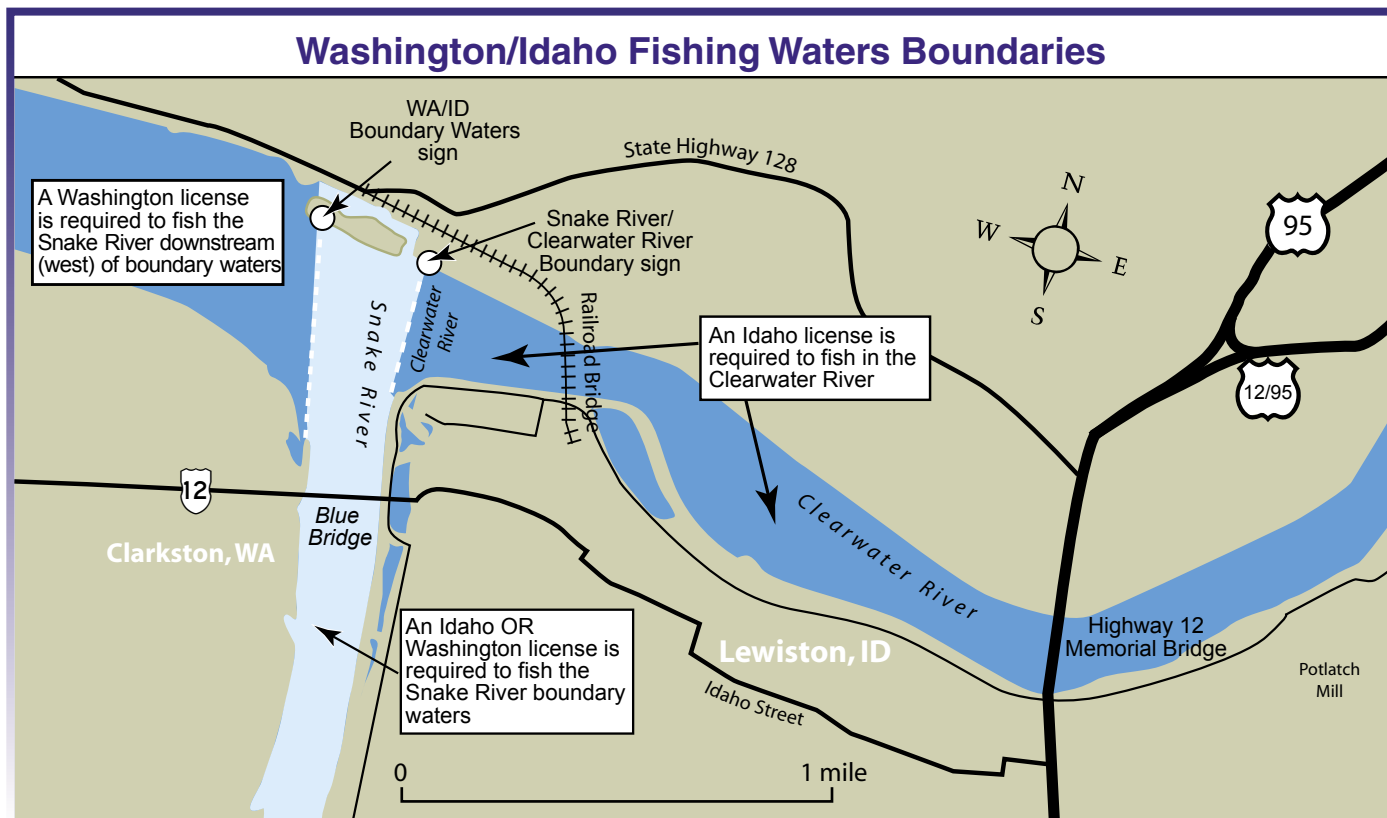 Washington/Idaho Fishing Waters Boundaries
WA/ID
Boundary Waters
sign
State Highway 128
A Washington license
is required to fish the
Snake River downstream
(west) of boundary waters
Snake River/
Clearwater River
Boundary sign
N
W
E
S
95
12/95
Snake River
Clearwater
River
Railroad Bridge
An Idaho license is
required to fish in the
Clearwater River
12
Blue
Bridge
Clarkston, WA
Clearwater River
An Idaho OR
Washington license is
required to fish the
Snake River boundary
waters
Lewiston, ID
Highway 12
Memorial Bridge
Potlatch
Mill
Idaho Street
0
1 mile